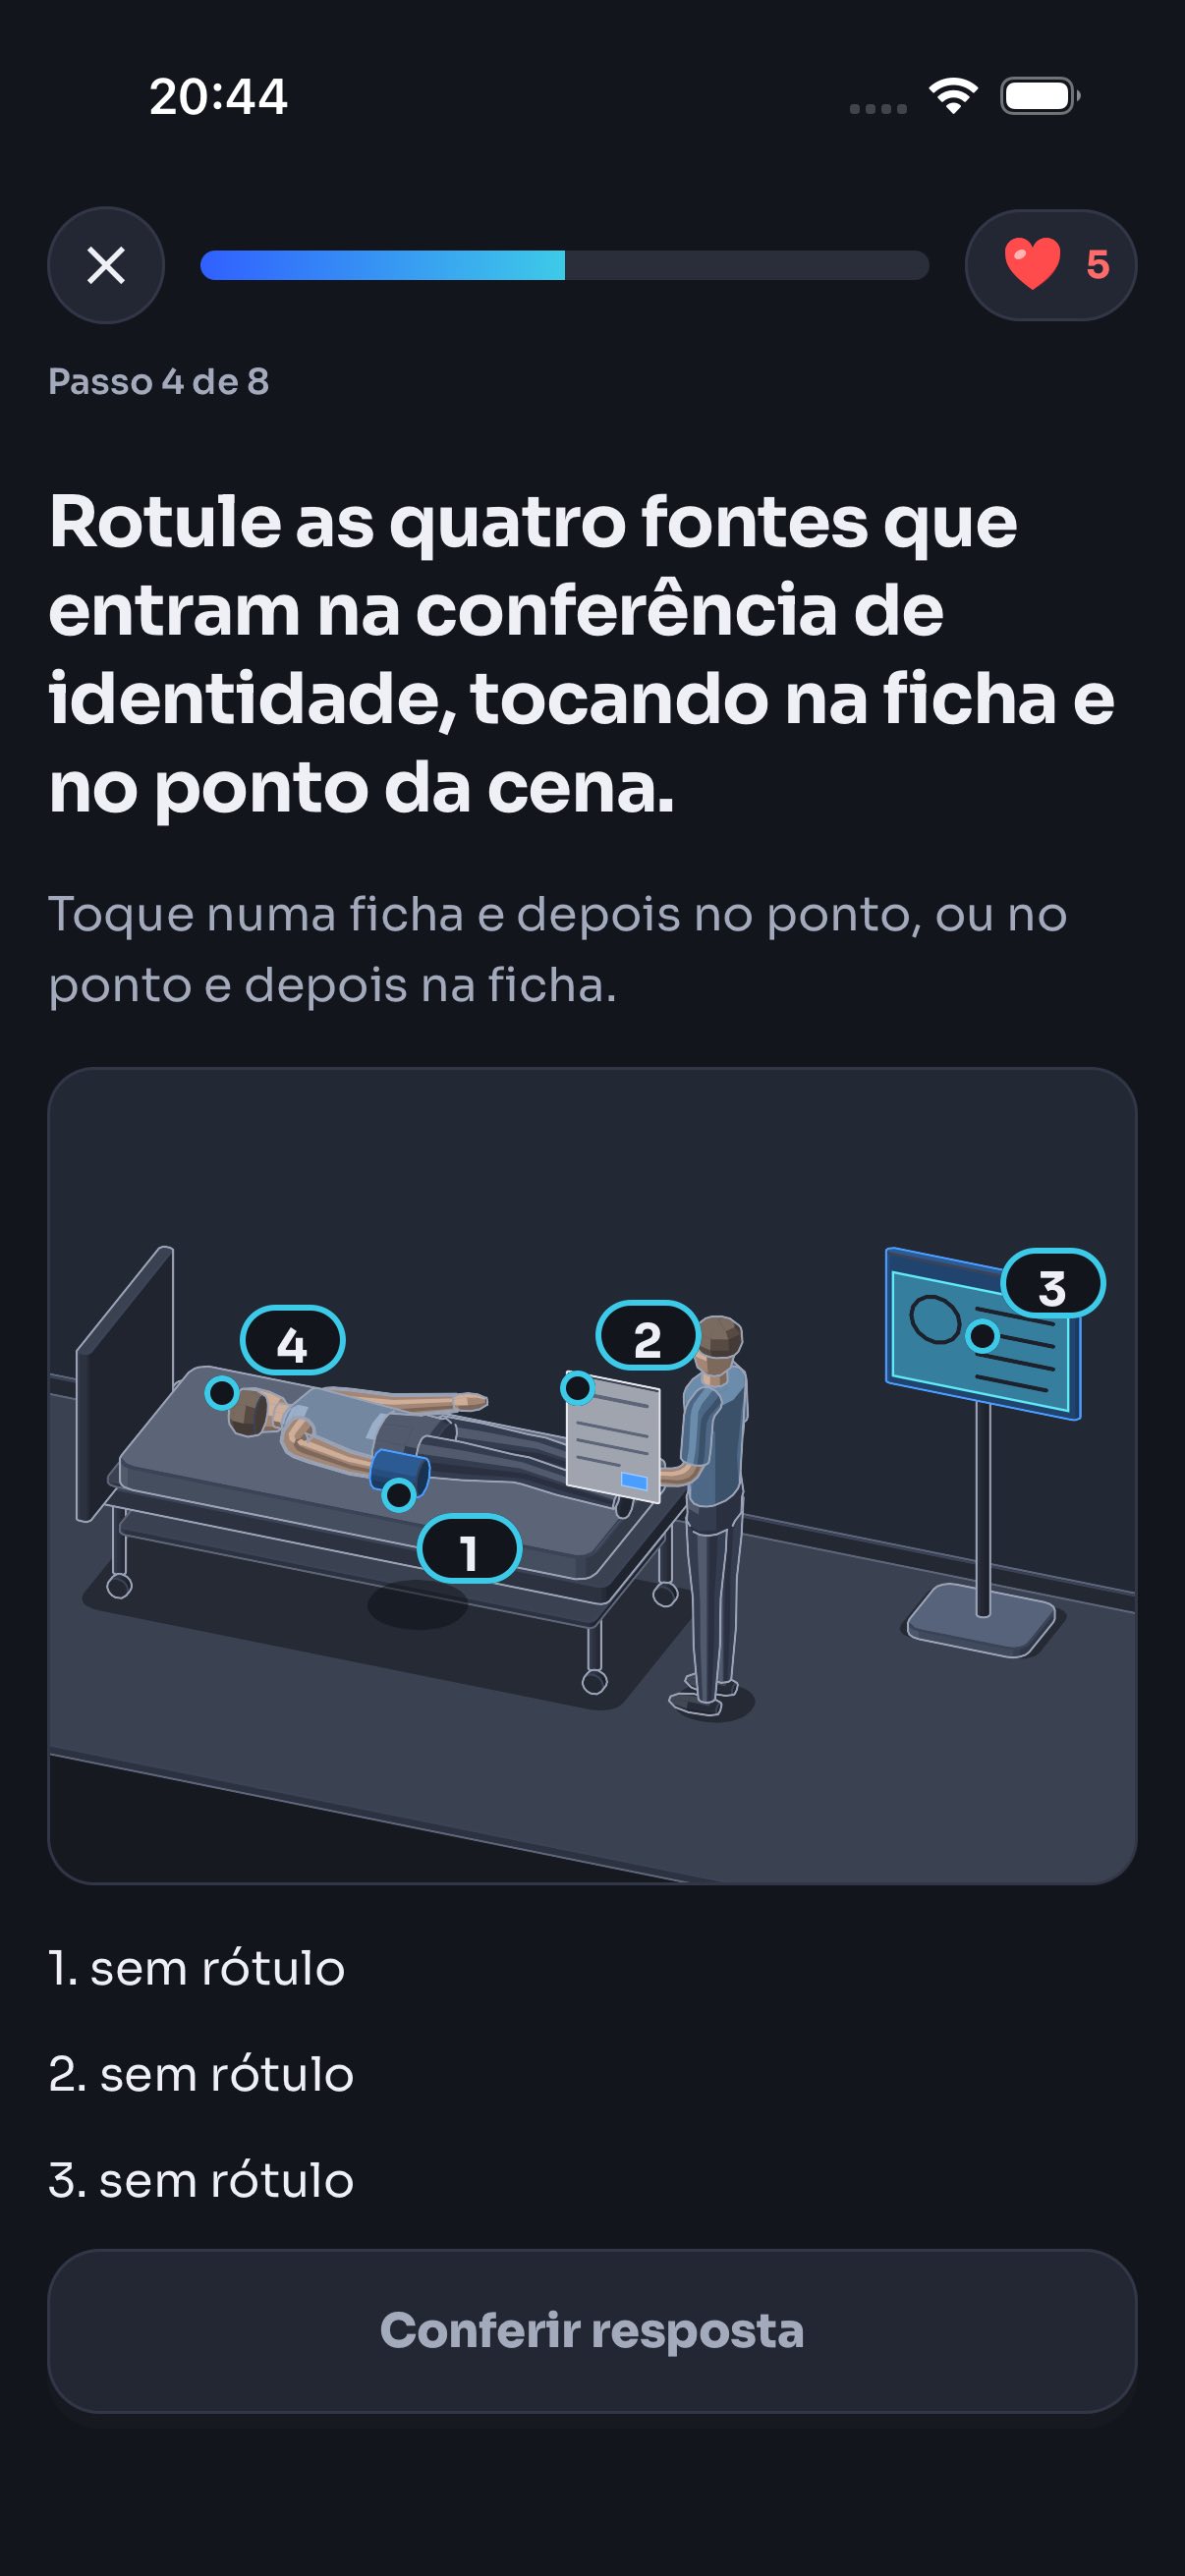 20:44
5
Passo 4 de 8
Rotule as quatro fontes que
entram na conferência de
identidade, tocando na ficha e
no ponto da cena.
Toque numa ficha e depois no ponto, ou no
ponto e depois na ficha.
3
4
2
1
1. sem rótulo
2. sem rótulo
3. sem rótulo
Conferir resposta